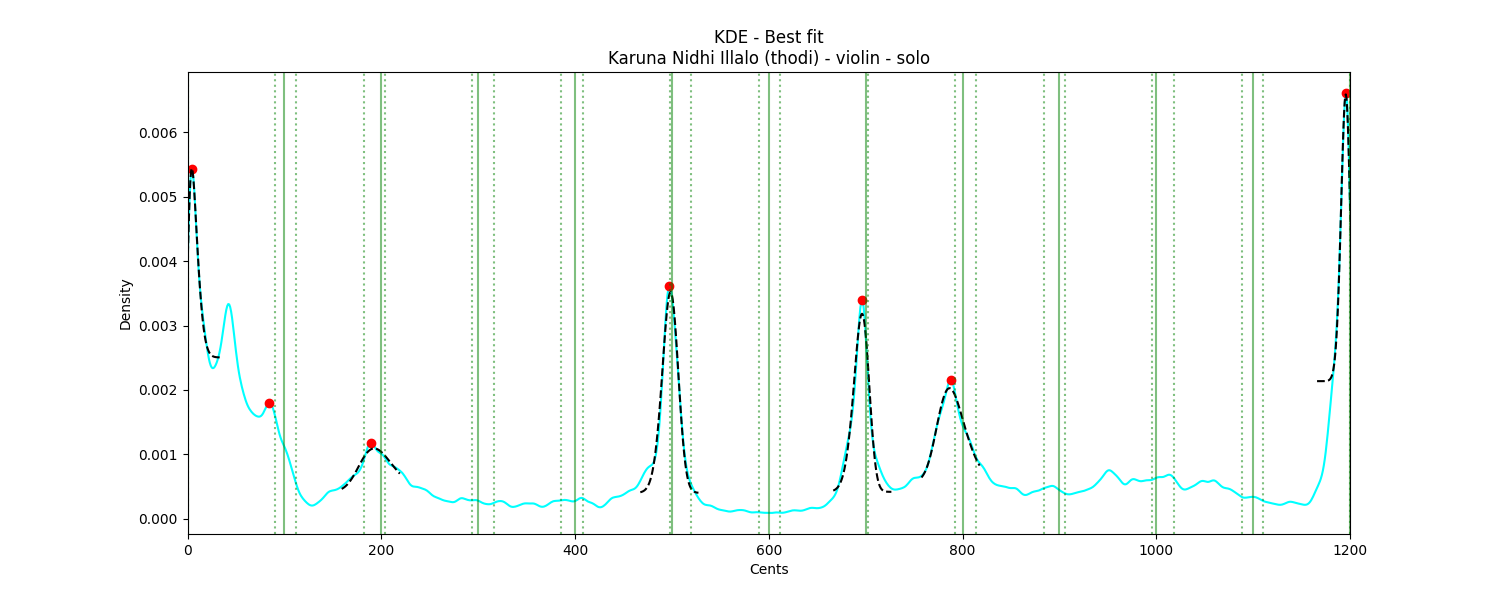 KDE - Best fit
Karuna Nidhi Illalo (thodi) - violin - solo
0.006
0.005
0.004
0.003
0.002
0.001
0.000
Density
0 200 400 600 800 1000 1200
Cents